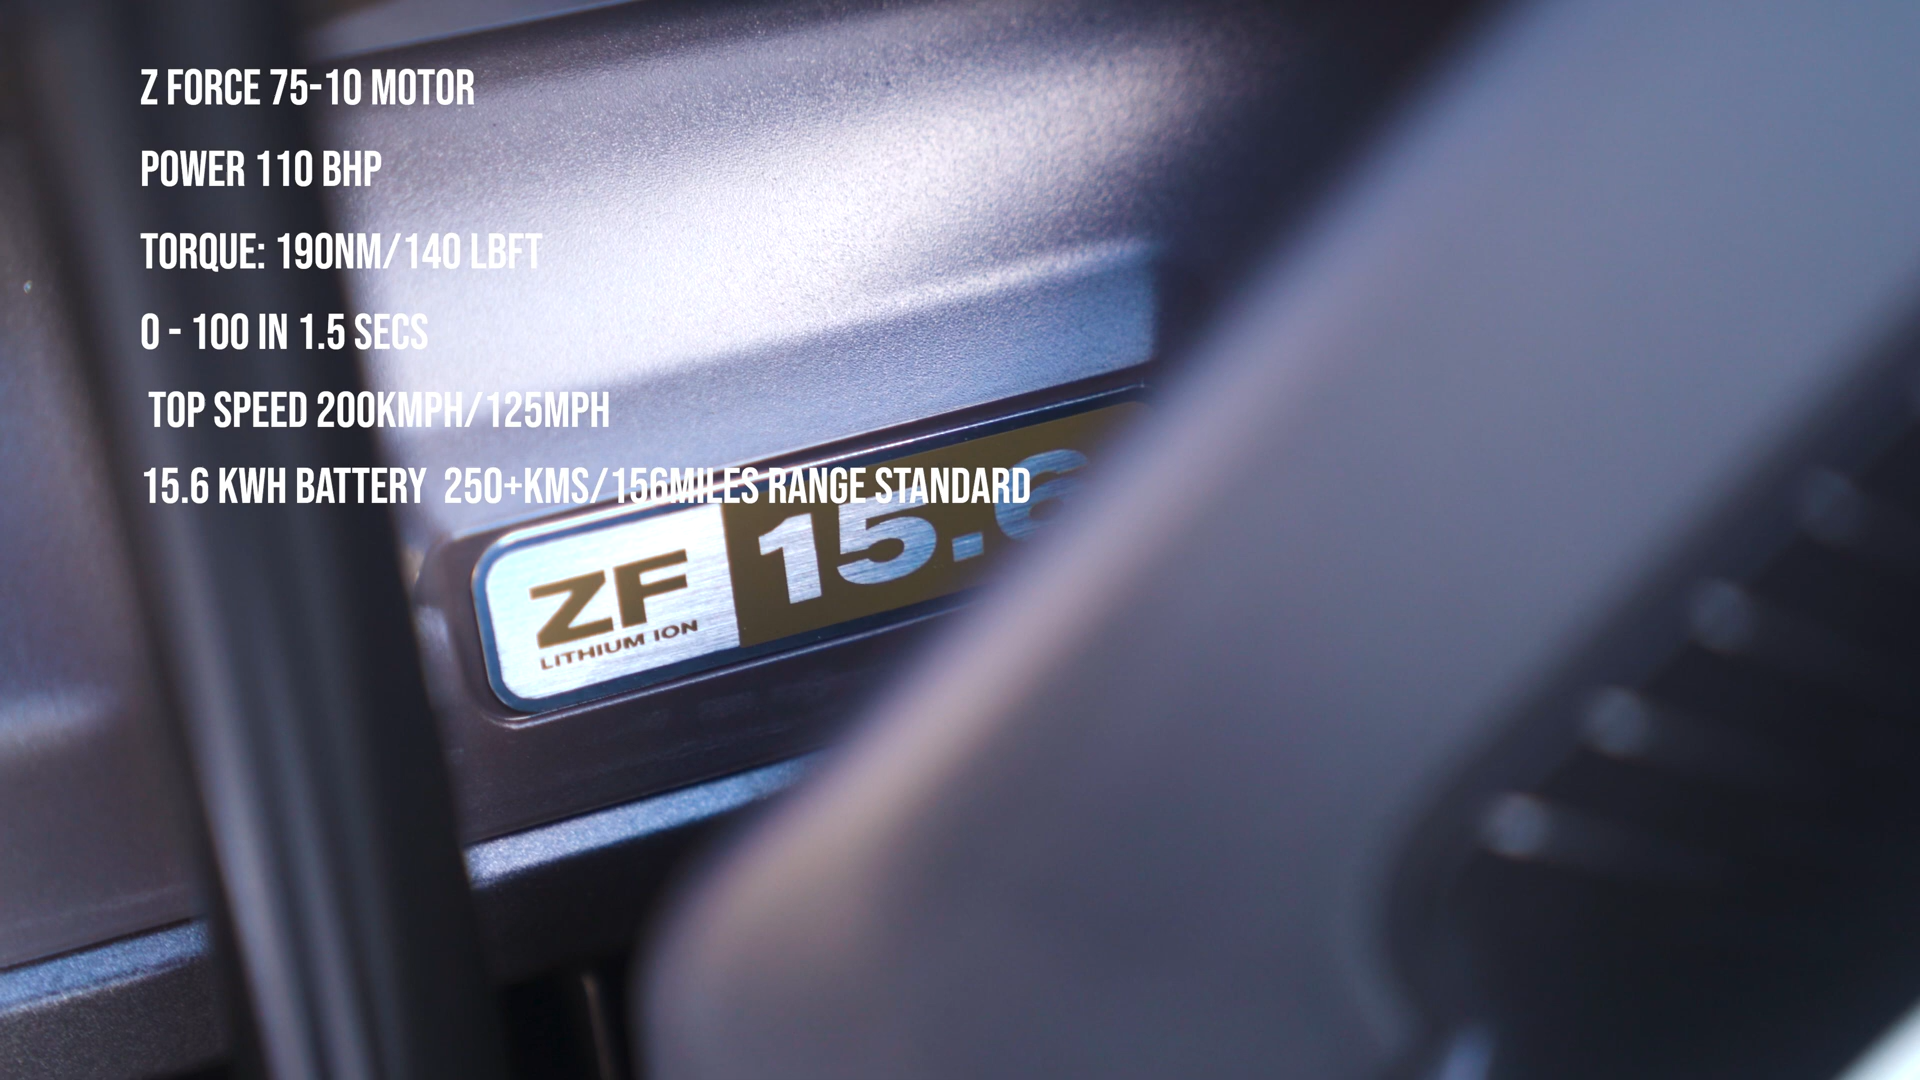 Z FORCE 75-10 MOTOR
POWER 110 BHP
TORQUE: 190NM/140 LBFT
0 - 100 IN 1.5 SECS
TOP SPEED 200KMPH/125MPH
15.6 KWH BATTERY 250+KMS/156MILES RANGE STANDARD
ZF 15.6
LITHIUM ION